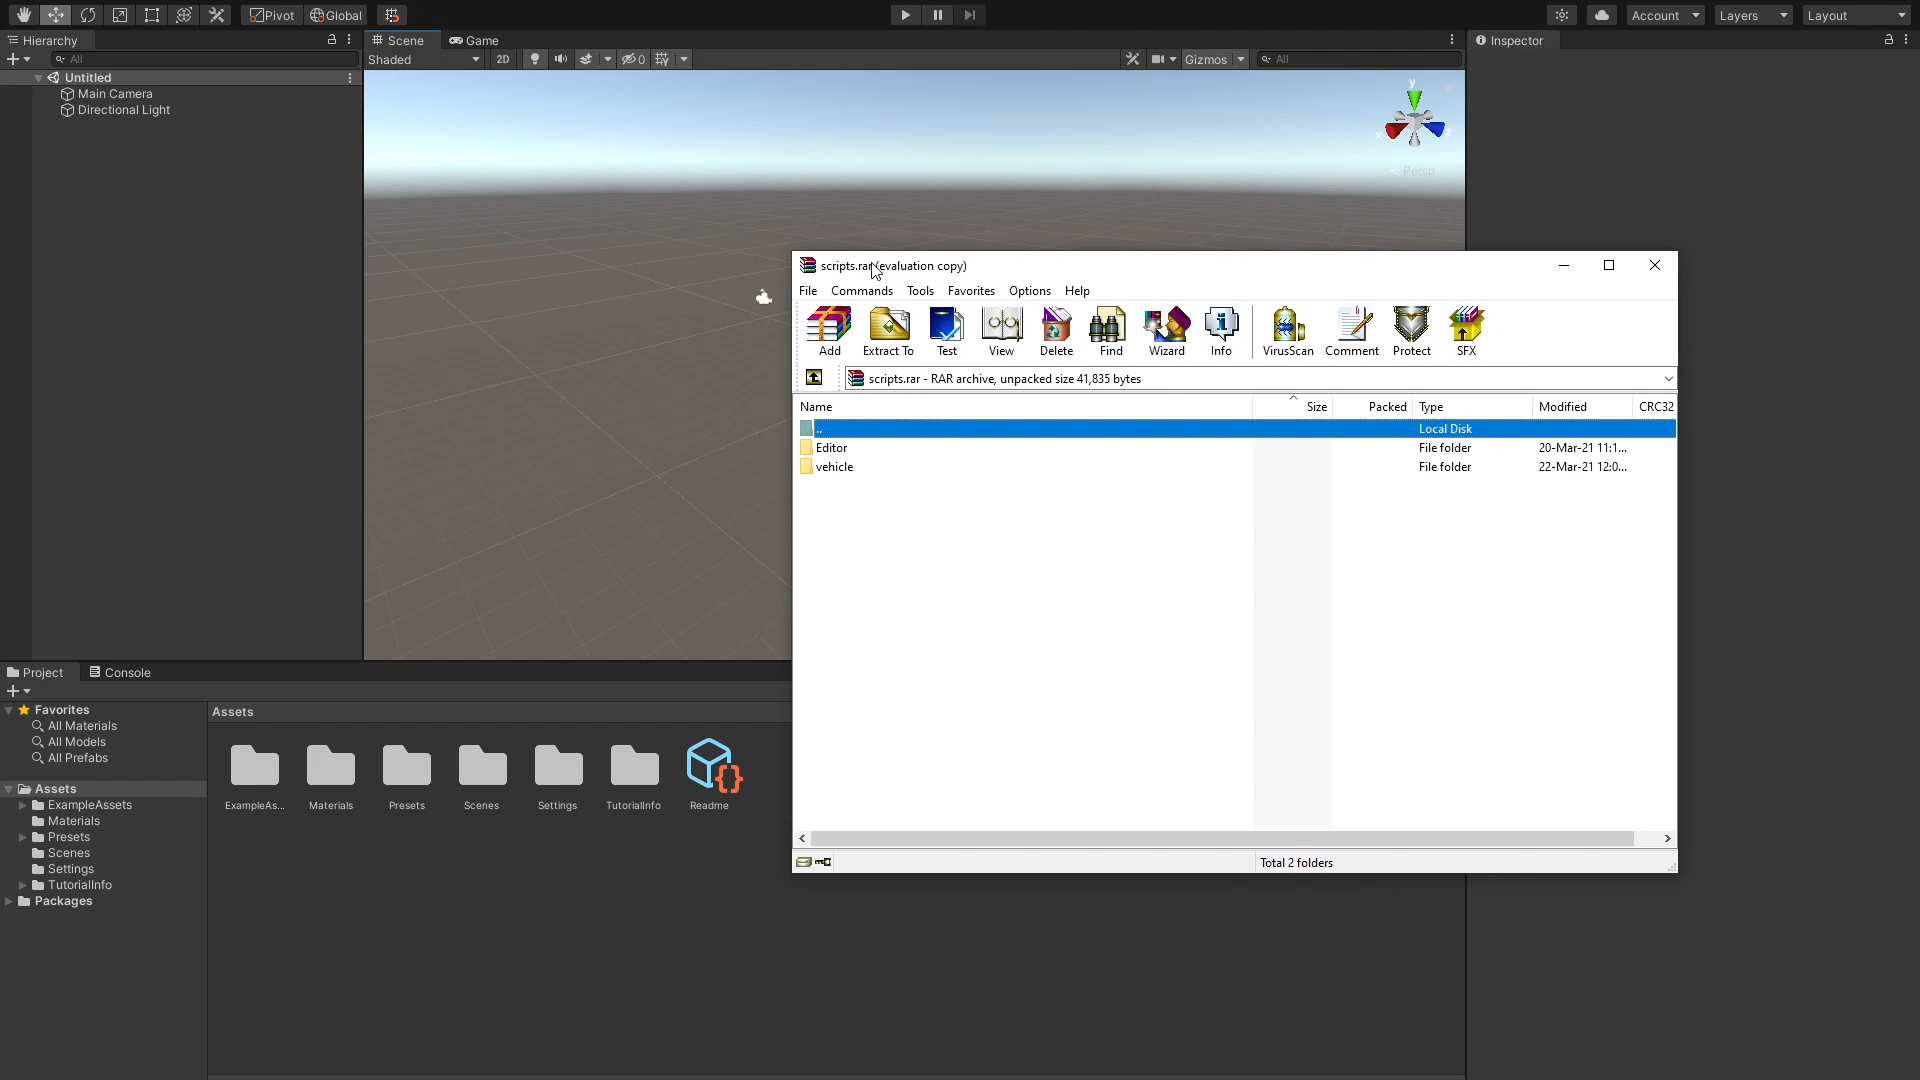 Pivot Global Account Layers Layout
Hierarchy
All
Untitled
Main Camera
Directional Light
Scene Game
Shaded 2D 0 Gizmos All
y
x z
Persp
Inspector
scripts.rar (evaluation copy)
File Commands Tools Favorites Options Help
Add Extract To Test View Delete Find Wizard Info VirusScan Comment Protect SFX
scripts.rar - RAR archive, unpacked size 41,835 bytes
Name Size Packed Type Modified CRC32
.. Local Disk
Editor File folder 20-Mar-21 11:1...
vehicle File folder 22-Mar-21 12:0...
Total 2 folders
Project Console
Favorites
All Materials
All Models
All Prefabs
Assets
ExampleAssets
Materials
Presets
Scenes
Settings
TutorialInfo
Packages
Assets
ExampleAs... Materials Presets Scenes Settings TutorialInfo Readme